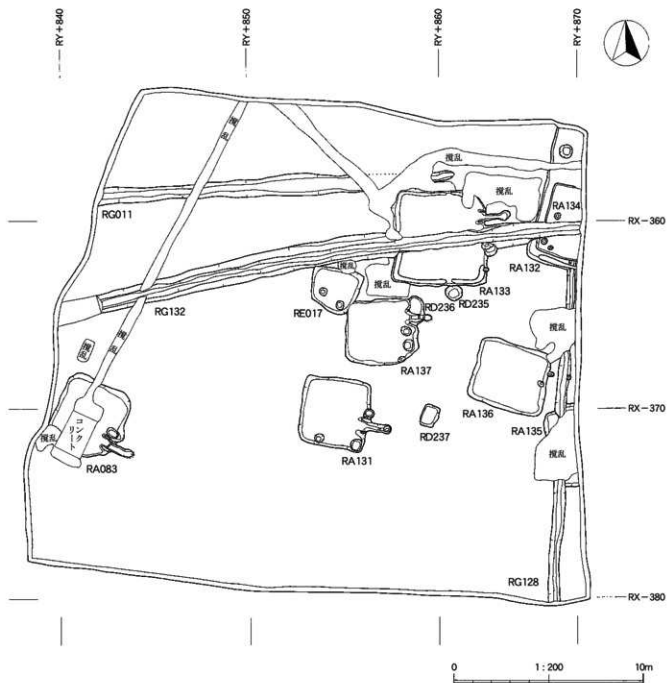 RY+840
RY+850
RY+860
RY+870
撹乱
撹乱
撹乱
RA134
RG011
RX-360
RA132
RA133
撹乱
撹乱
RG132
RE017
RD236
RD235
撹乱
撹乱
撹乱
RA137
RA136
RX-370
コンクリート
RD237
RA135
撹乱
撹乱
RA131
RA083
RG128
RX-380
0
1:200
10m